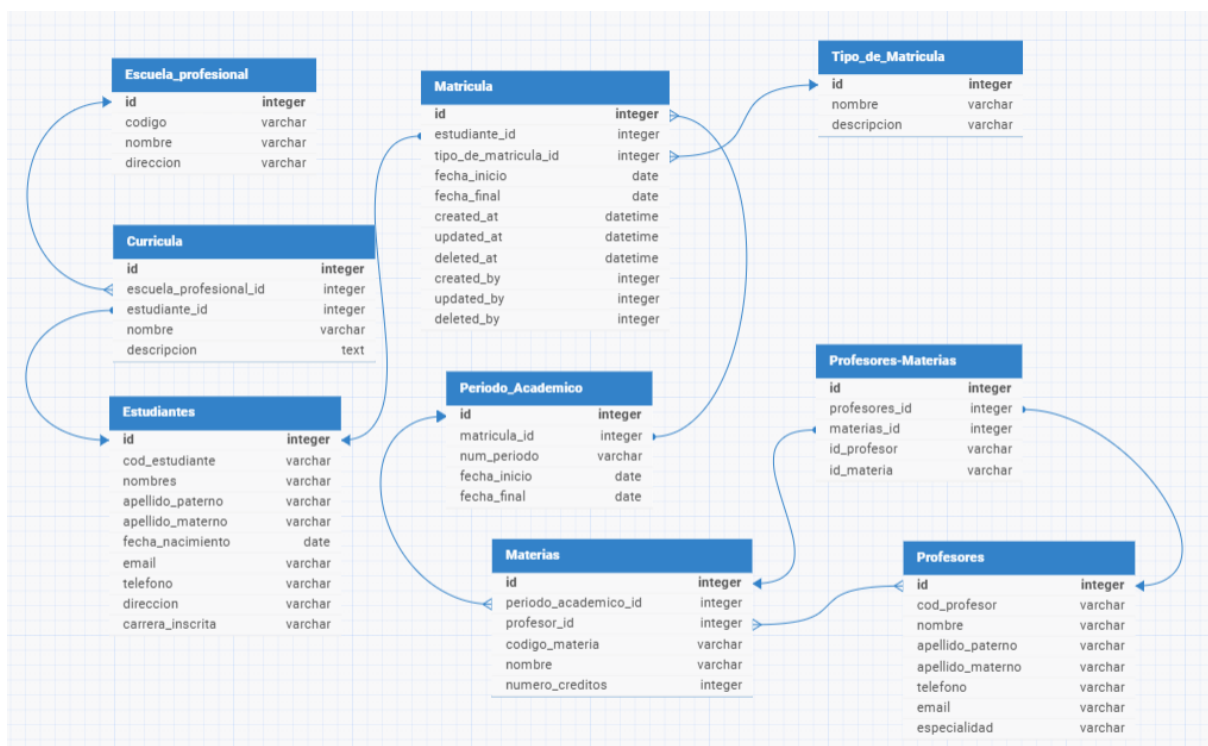 Escuela_profesional
id integer
codigo varchar
nombre varchar
direccion varchar
Curricula
id integer
escuela_profesional_id integer
estudiante_id integer
nombre varchar
descripcion text
Estudiantes
id integer
cod_estudiante varchar
nombres varchar
apellido_paterno varchar
apellido_materno varchar
fecha_nacimiento date
email varchar
telefono varchar
direccion varchar
carrera_inscrita varchar
Matricula
id integer
estudiante_id integer
tipo_de_matricula_id integer
fecha_inicio date
fecha_final date
created_at datetime
updated_at datetime
deleted_at datetime
created_by integer
updated_by integer
deleted_by integer
Periodo_Academico
id integer
matricula_id integer
num_periodo varchar
fecha_inicio date
fecha_final date
Materias
id integer
periodo_academico_id integer
profesor_id integer
codigo_materia varchar
nombre varchar
numero_creditos integer
Tipo_de_Matricula
id integer
nombre varchar
descripcion varchar
Profesores-Materias
id integer
profesores_id integer
materias_id integer
id_profesor varchar
id_materia varchar
Profesores
id integer
cod_profesor varchar
nombre varchar
apellido_paterno varchar
apellido_materno varchar
telefono varchar
email varchar
especialidad varchar